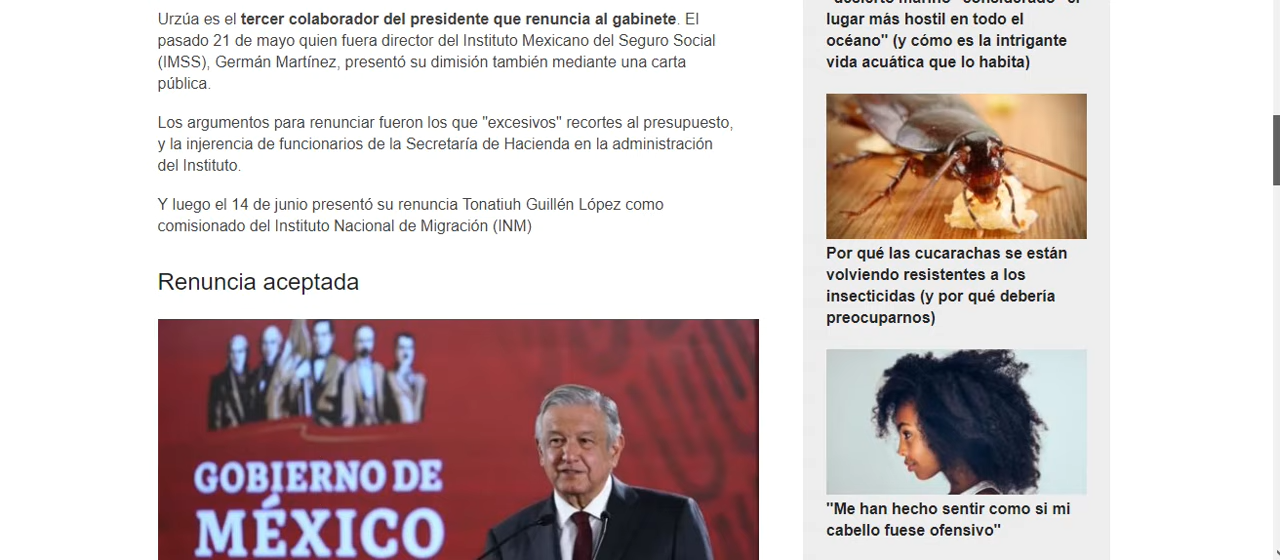 Urzúa es el tercer colaborador del presidente que renuncia al gabinete. El
pasado 21 de mayo quien fuera director del Instituto Mexicano del Seguro Social
(IMSS), Germán Martínez, presentó su dimisión también mediante una carta
pública.
Los argumentos para renunciar fueron los que "excesivos" recortes al presupuesto,
y la injerencia de funcionarios de la Secretaría de Hacienda en la administración
del Instituto.
Y luego el 14 de junio presentó su renuncia Tonatiuh Guillén López como
comisionado del Instituto Nacional de Migración (INM)
Renuncia aceptada
GOBIERNO DE
MÉXICO
lugar más hostil en todo el
océano" (y cómo es la intrigante
vida acuática que lo habita)
Por qué las cucarachas se están
volviendo resistentes a los
insecticidas (y por qué debería
preocuparnos)
"Me han hecho sentir como si mi
cabello fuese ofensivo"